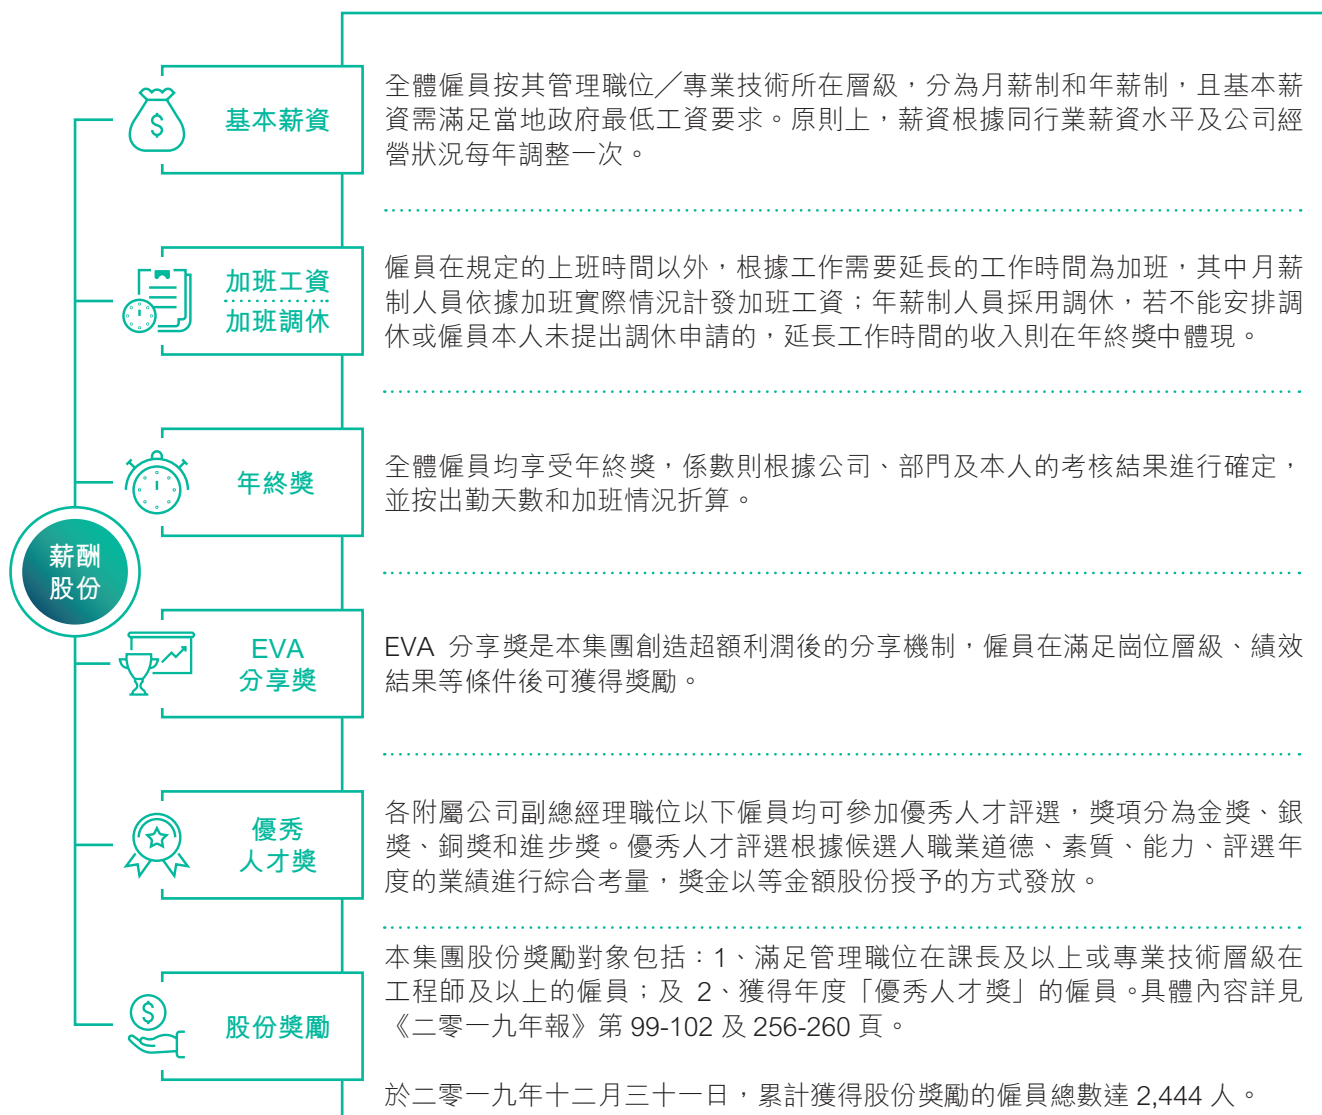 薪酬
股份
基本薪資
全體僱員按其管理職位／專業技術所在層級，分為月薪制和年薪制，且基本薪
資需滿足當地政府最低工資要求。原則上，薪資根據同行業薪資水平及公司經
營狀況每年調整一次。
加班工資
加班調休
僱員在規定的上班時間以外，根據工作需要延長的工作時間為加班，其中月薪
制人員依據加班實際情況計發加班工資；年薪制人員採用調休，若不能安排調
休或僱員本人未提出調休申請的，延長工作時間的收入則在年終獎中體現。
年終獎
全體僱員均享受年終獎，係數則根據公司、部門及本人的考核結果進行確定，
並按出勤天數和加班情況折算。
EVA
分享獎
EVA 分享獎是本集團創造超額利潤後的分享機制，僱員在滿足崗位層級、績效
結果等條件後可獲得獎勵。
優秀
人才獎
各附屬公司副總經理職位以下僱員均可參加優秀人才評選，獎項分為金獎、銀
獎、銅獎和進步獎。優秀人才評選根據候選人職業道德、素質、能力、評選年
度的業績進行綜合考量，獎金以等金額股份授予的方式發放。
股份獎勵
本集團股份獎勵對象包括：1、滿足管理職位在課長及以上或專業技術層級在
工程師及以上的僱員；及 2、獲得年度「優秀人才獎」的僱員。具體內容詳見
《二零一九年報》第 99-102 及 256-260 頁。
於二零一九年十二月三十一日，累計獲得股份獎勵的僱員總數達 2,444 人。